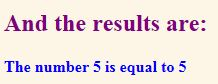 And the results are:
The number 5 is equal to 5